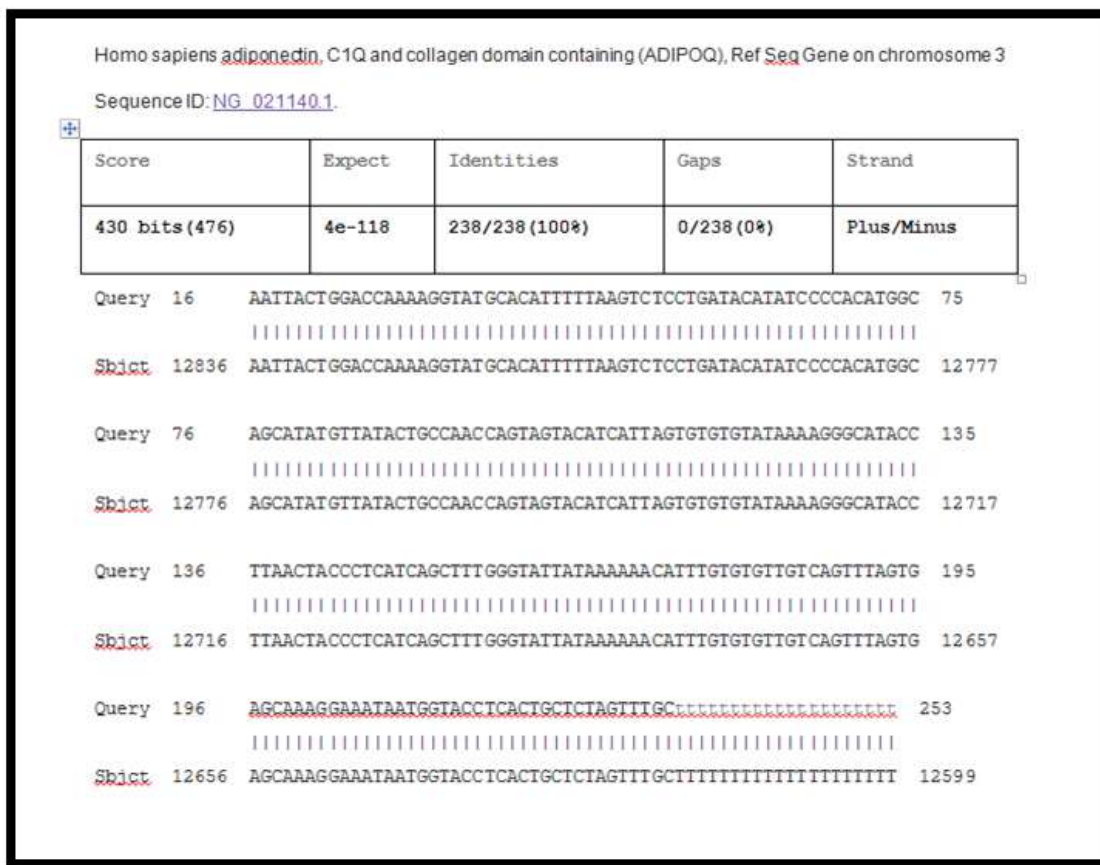 Homo sapiens adiponectin, C1Q and collagen domain containing (ADIPOQ), Ref Seq Gene on chromosome 3
Sequence ID: NG_021140.1.
Score Expect Identities Gaps Strand
430 bits(476) 4e-118 238/238(100%) 0/238(0%) Plus/Minus
Query 16 AATTACTGGACCAAAAGGTATGCACATTTTTAAGTCTCCTGATACATATCCCCACATGGC 75
||||||||||||||||||||||||||||||||||||||||||||||||||||||||||||
Sbjct 12836 AATTACTGGACCAAAAGGTATGCACATTTTTAAGTCTCCTGATACATATCCCCACATGGC 12777
Query 76 AGCATATGTTATACTGCCAACCAGTAGTACATCATTAGTGTGTGTATAAAAGGGCATACC 135
||||||||||||||||||||||||||||||||||||||||||||||||||||||||||||
Sbjct 12776 AGCATATGTTATACTGCCAACCAGTAGTACATCATTAGTGTGTGTATAAAAGGGCATACC 12717
Query 136 TTAACTACCCTCATCAGCTTTGGGTATTATAAAAAACATTTGTGTGTTGTCAGTTTAGTG 195
||||||||||||||||||||||||||||||||||||||||||||||||||||||||||||
Sbjct 12716 TTAACTACCCTCATCAGCTTTGGGTATTATAAAAAACATTTGTGTGTTGTCAGTTTAGTG 12657
Query 196 AGCAAAGGAAATAATGGTACCTCACTGCTCTAGTTTGCtttttttttttttttttttt 253
||||||||||||||||||||||||||||||||||||||||||||||||||||||||||
Sbjct 12656 AGCAAAGGAAATAATGGTACCTCACTGCTCTAGTTTGCTTTTTTTTTTTTTTTTTTTT 12599